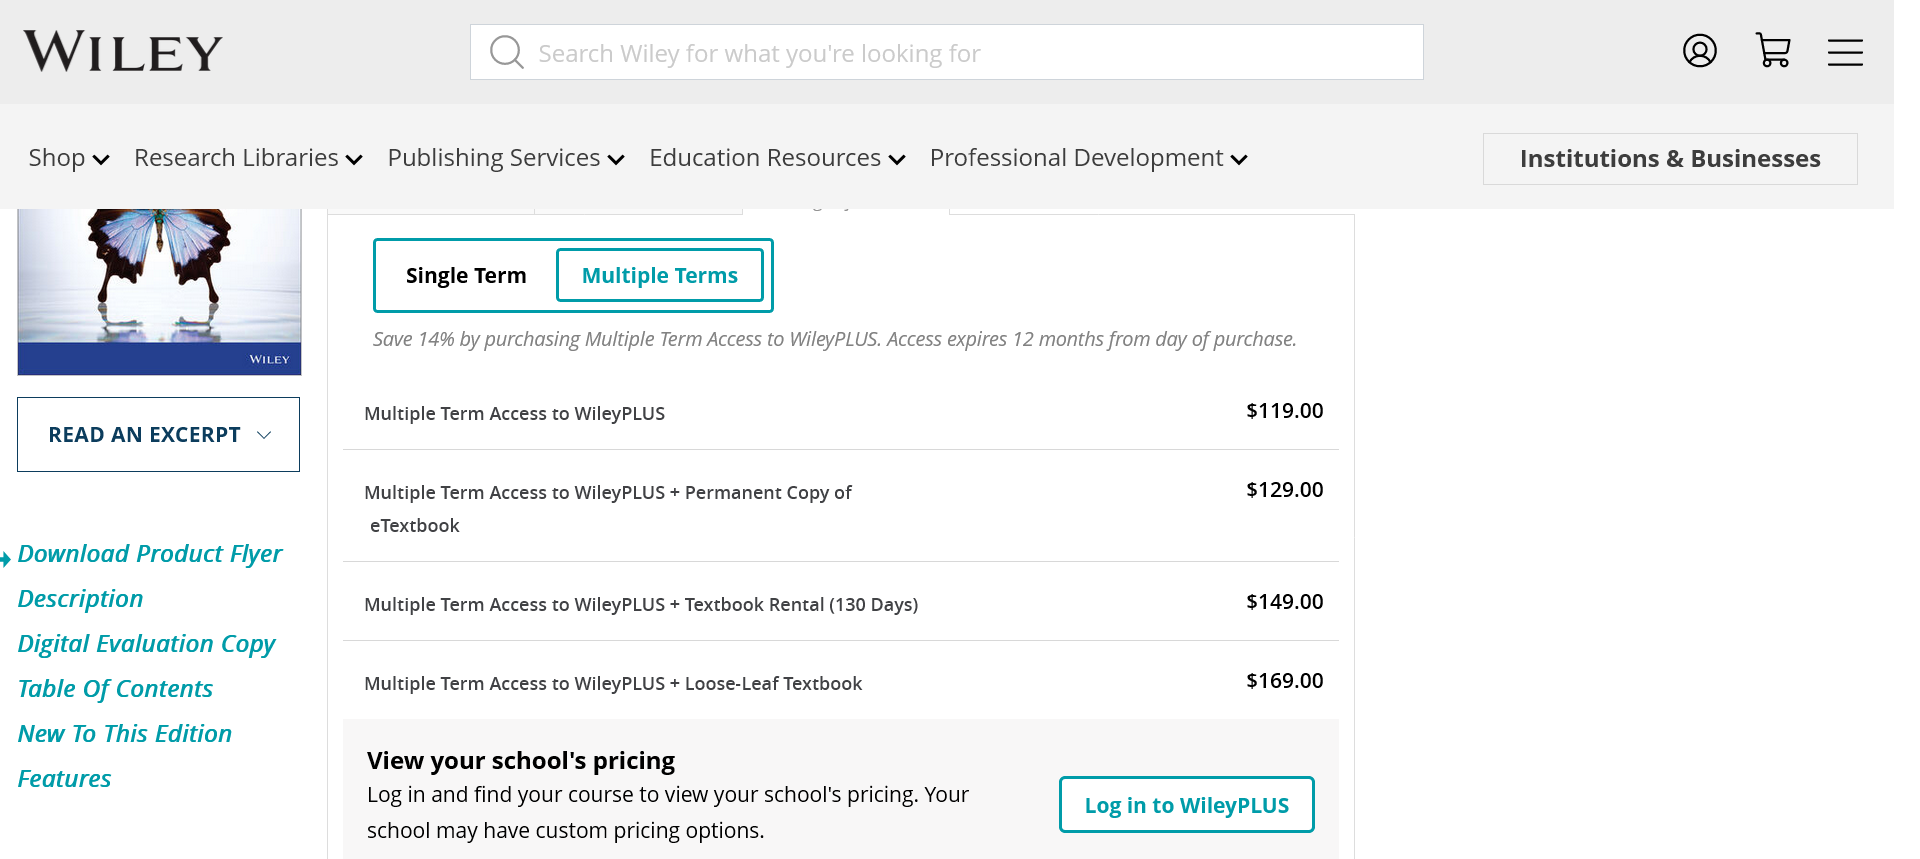 WILEY
Search Wiley for what you're looking for
Shop Research Libraries Publishing Services Education Resources Professional Development Institutions & Businesses
WILEY
READ AN EXCERPT
Download Product Flyer
Description
Digital Evaluation Copy
Table Of Contents
New To This Edition
Features
Single Term Multiple Terms
Save 14% by purchasing Multiple Term Access to WileyPLUS. Access expires 12 months from day of purchase.
Multiple Term Access to WileyPLUS $119.00
Multiple Term Access to WileyPLUS + Permanent Copy of $129.00
eTextbook
Multiple Term Access to WileyPLUS + Textbook Rental (130 Days) $149.00
Multiple Term Access to WileyPLUS + Loose-Leaf Textbook $169.00
View your school's pricing
Log in and find your course to view your school's pricing. Your
school may have custom pricing options.
Log in to WileyPLUS